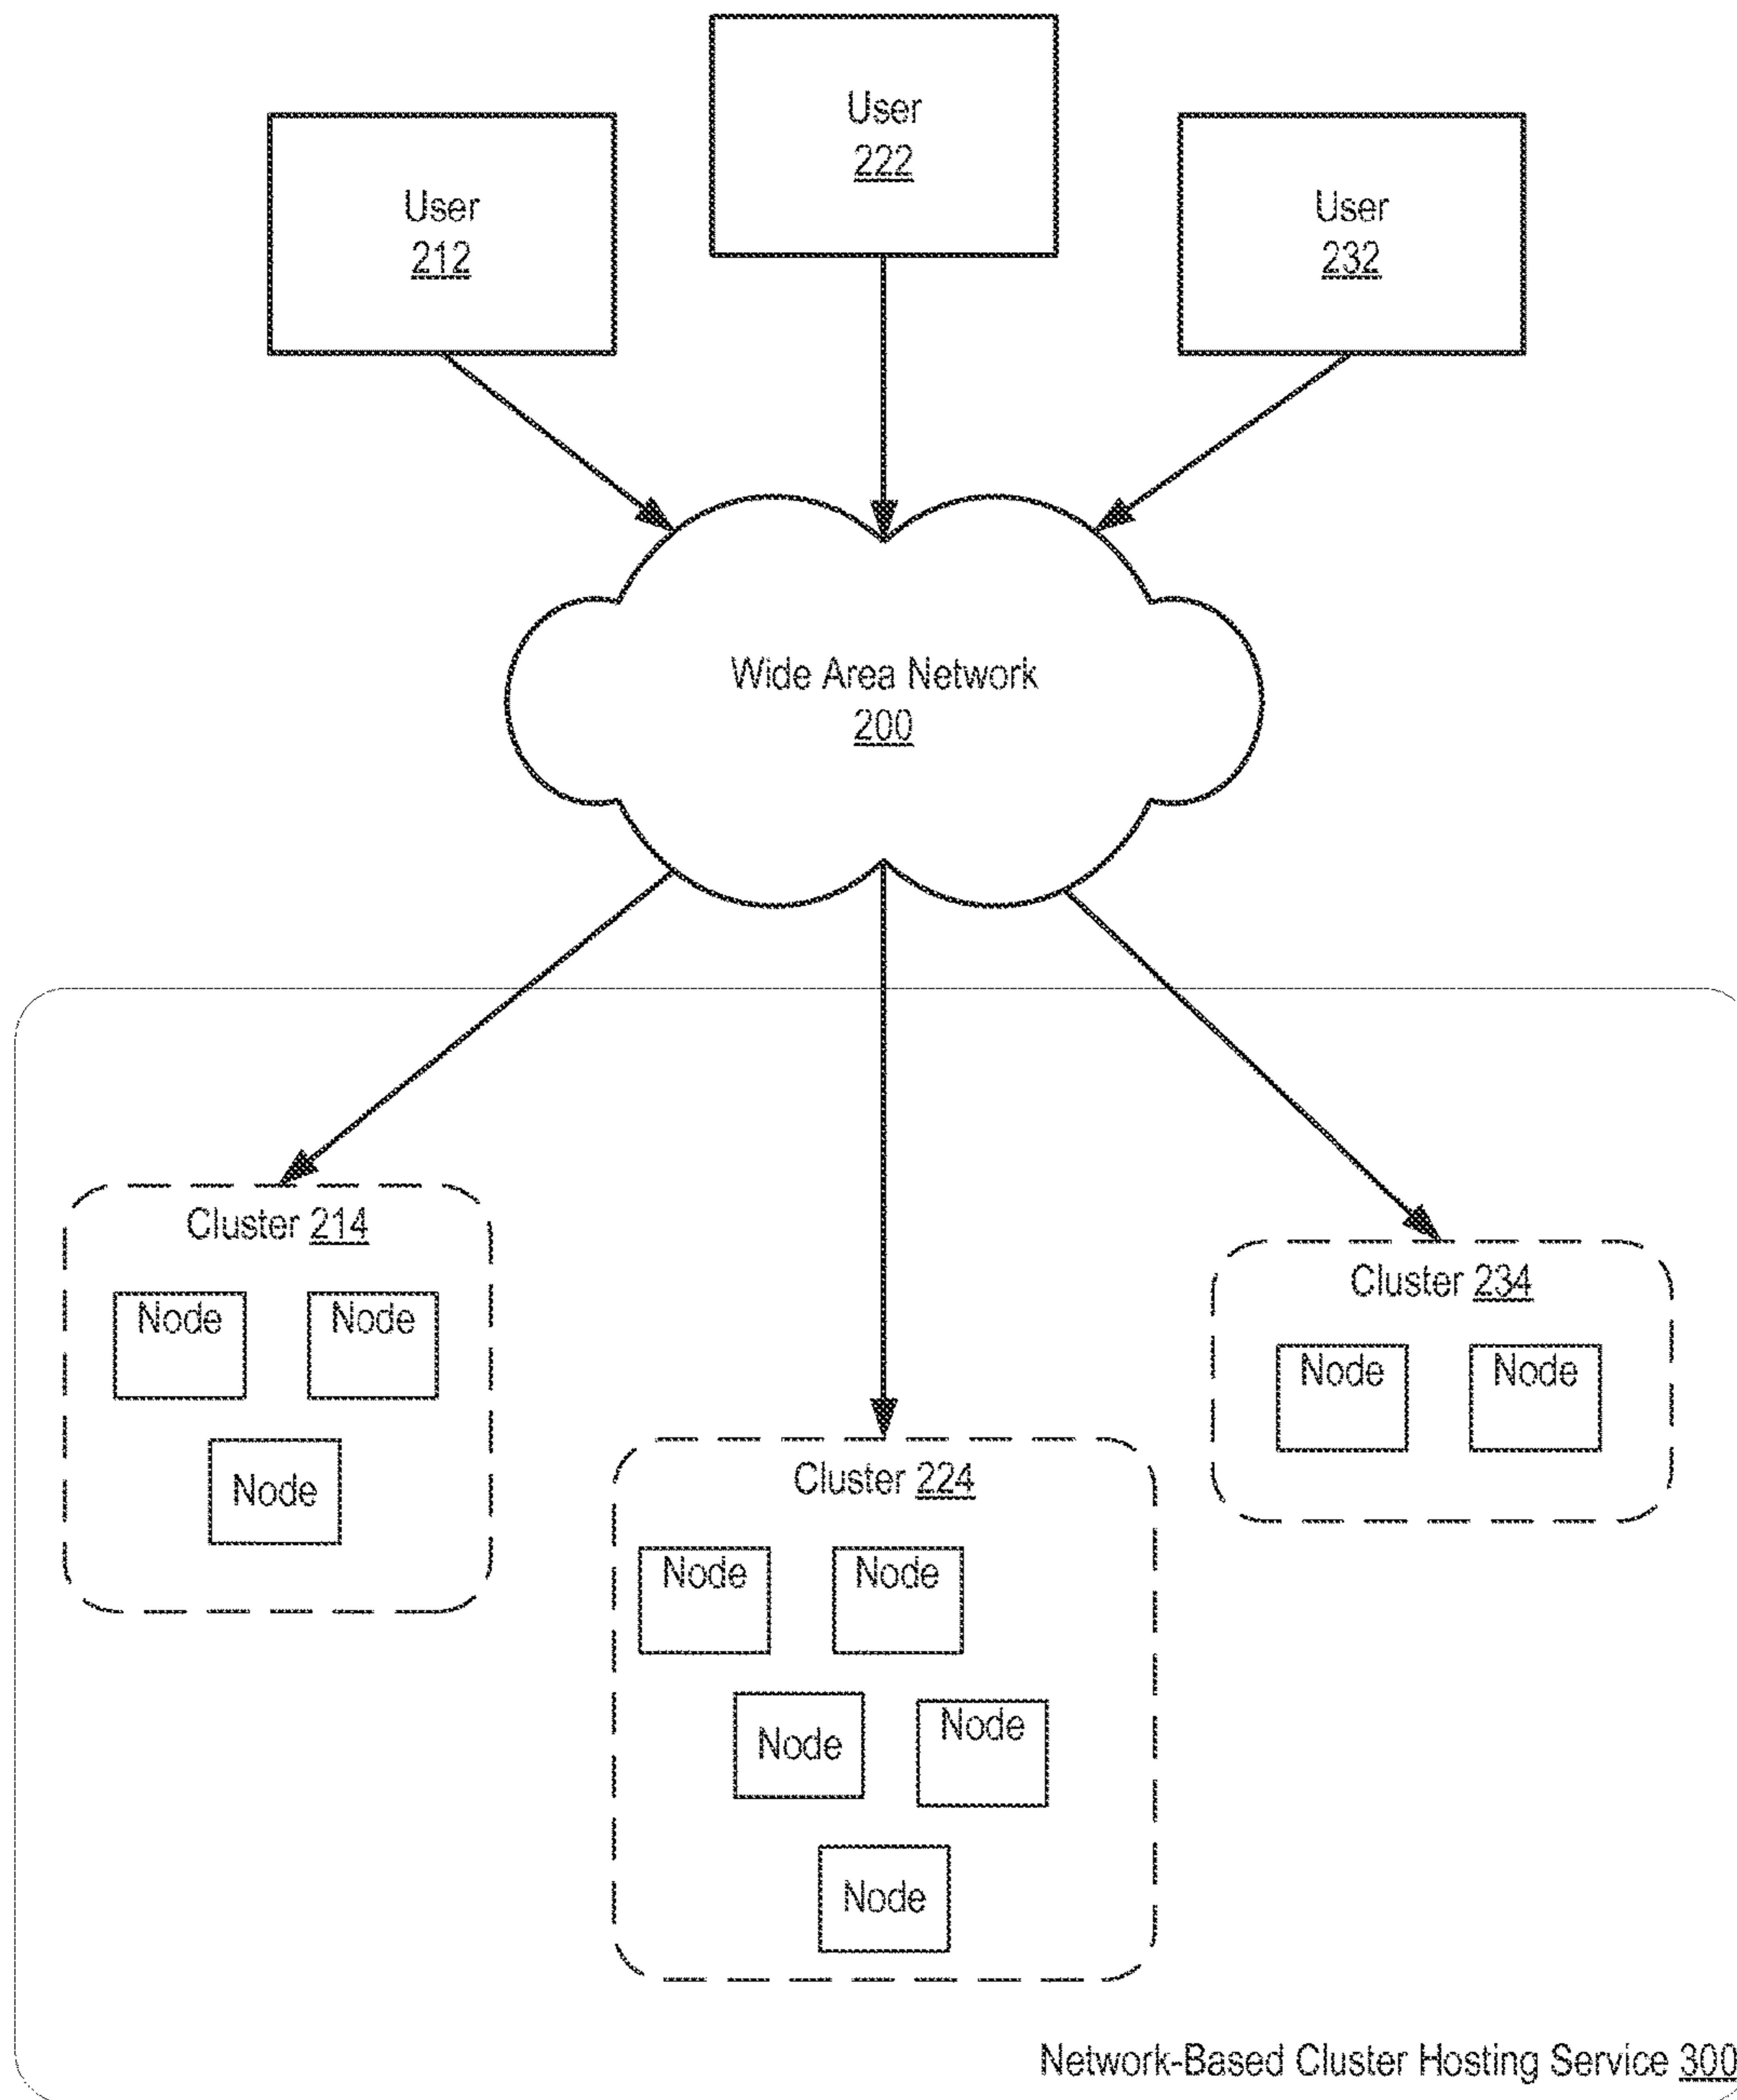 User
222
User
212
User
232
Wide Area Network
200
Cluster 214
Node
Node
Node
Cluster 234
Node
Node
Cluster 224
Node
Node
Node
Node
Node
Network-Based Cluster Hosting Service 300